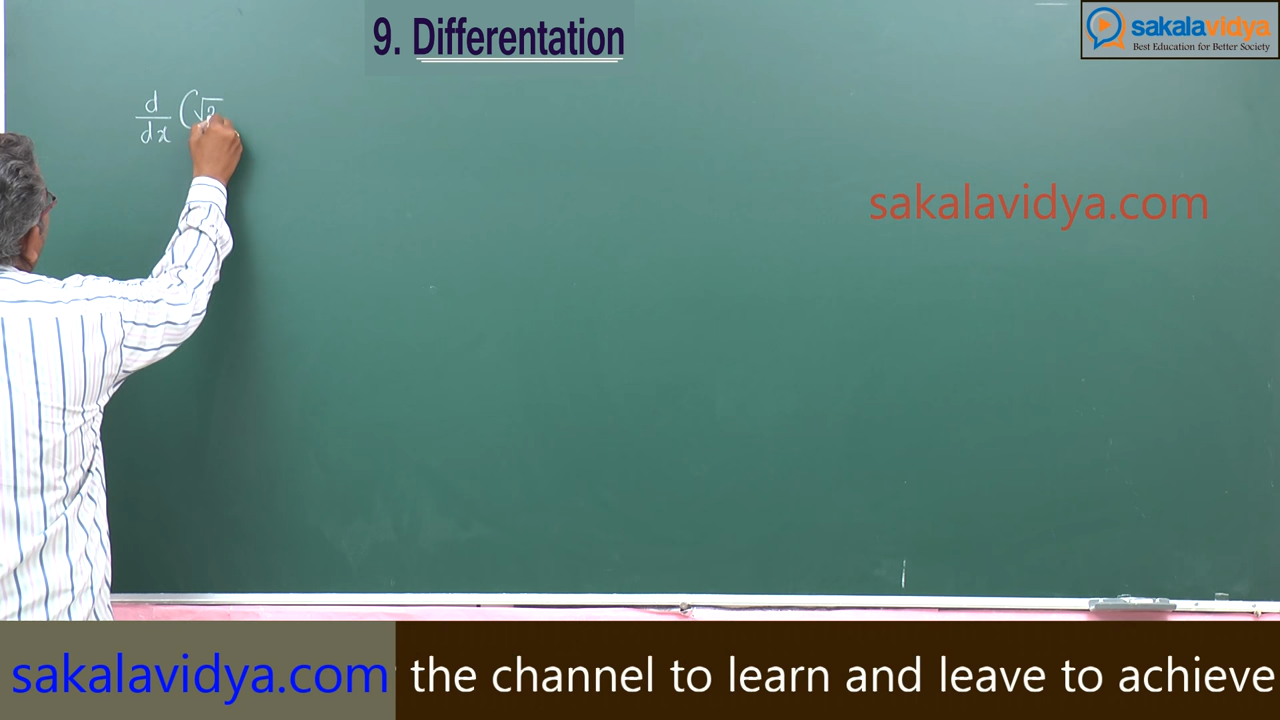 9. Differentation
sakalavidya
Best Education for Better Society
d
dx (√2
sakalavidya.com
sakalavidya.com the channel to learn and leave to achieve